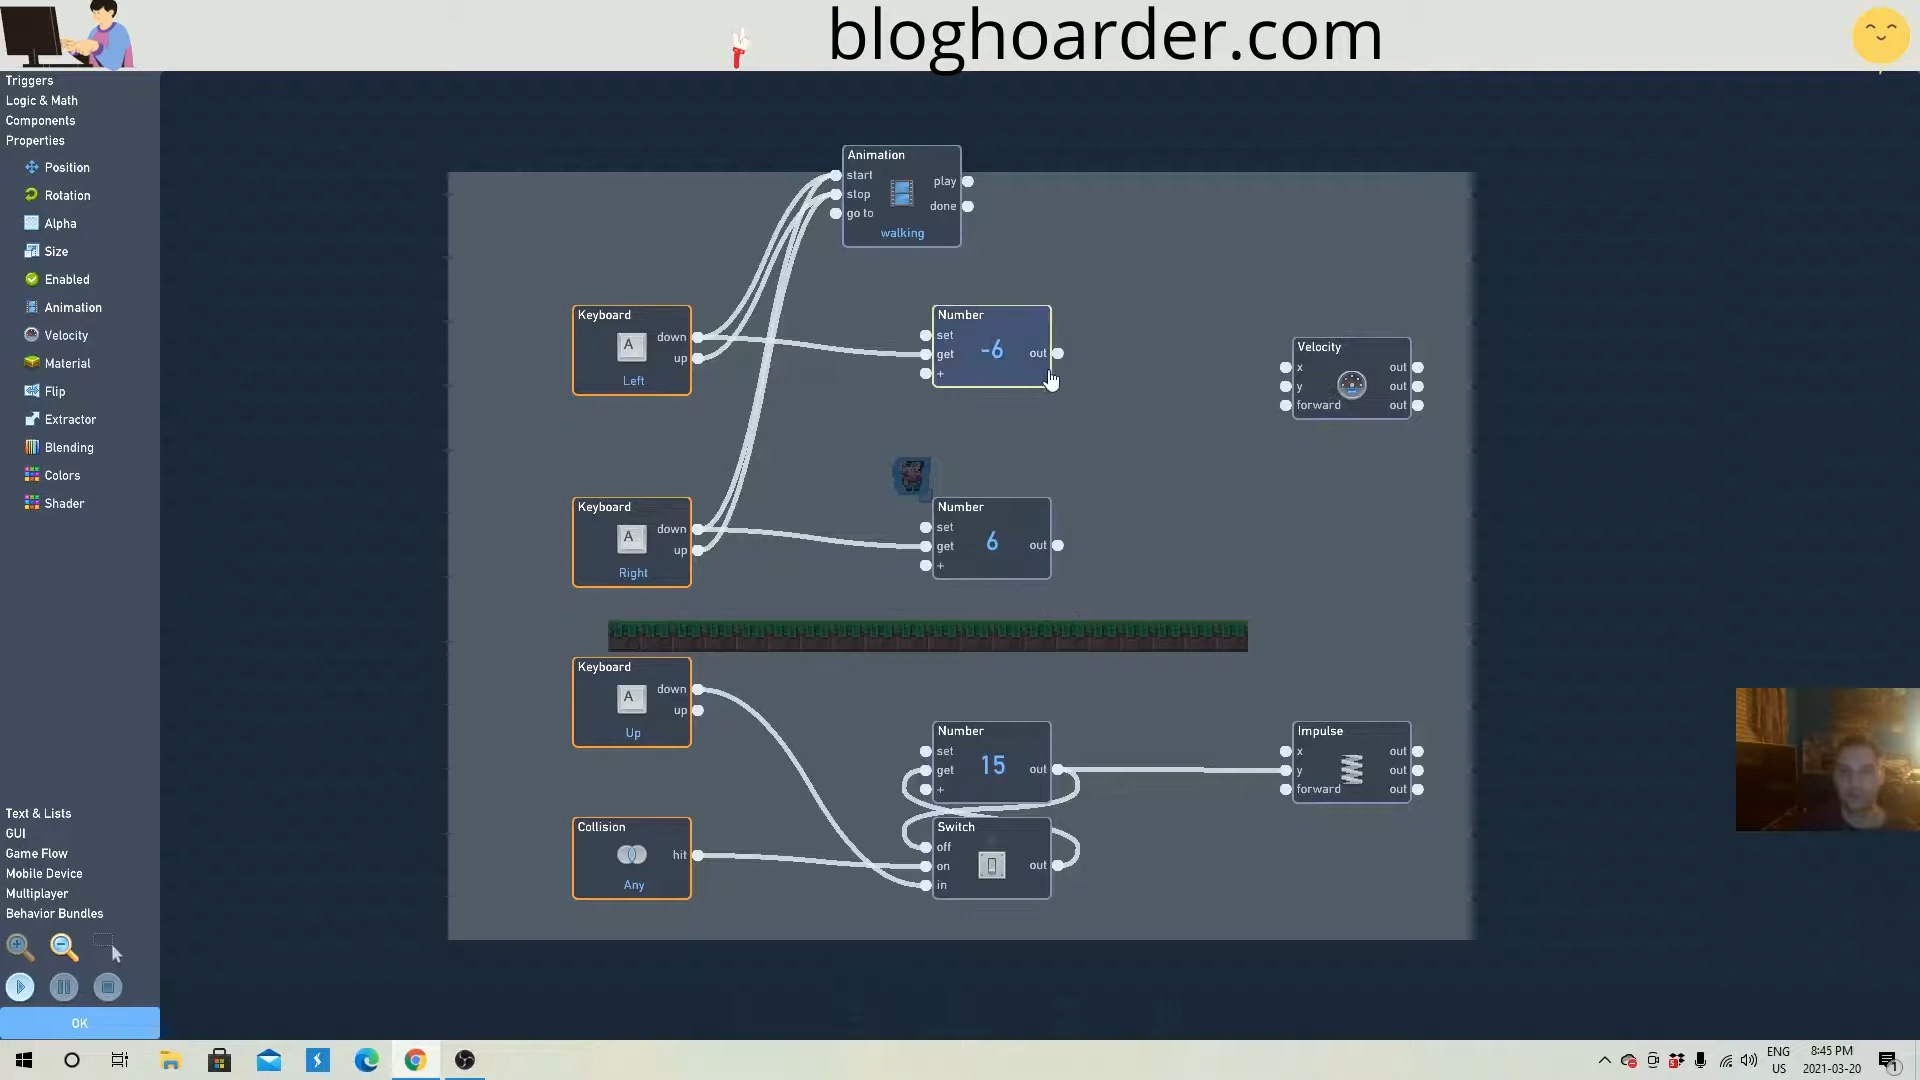 bloghoarder.com
Triggers
Logic & Math
Components
Properties
Position
Rotation
Alpha
Size
Enabled
Animation
Velocity
Material
Flip
Extractor
Blending
Colors
Shader
Text & Lists
GUI
Game Flow
Mobile Device
Multiplayer
Behavior Bundles
OK
Animation
start
stop
go to
play
done
walking
Keyboard
A
down
up
Left
Number
set
get
+
-6
out
Velocity
x
y
forward
out
out
out
Keyboard
A
down
up
Right
Number
set
get
+
6
out
Keyboard
A
down
up
Up
Number
set
get
+
15
out
Impulse
x
y
forward
out
out
out
Collision
hit
Any
Switch
off
on
in
out
ENG
US
8:45 PM
2021-03-20
1